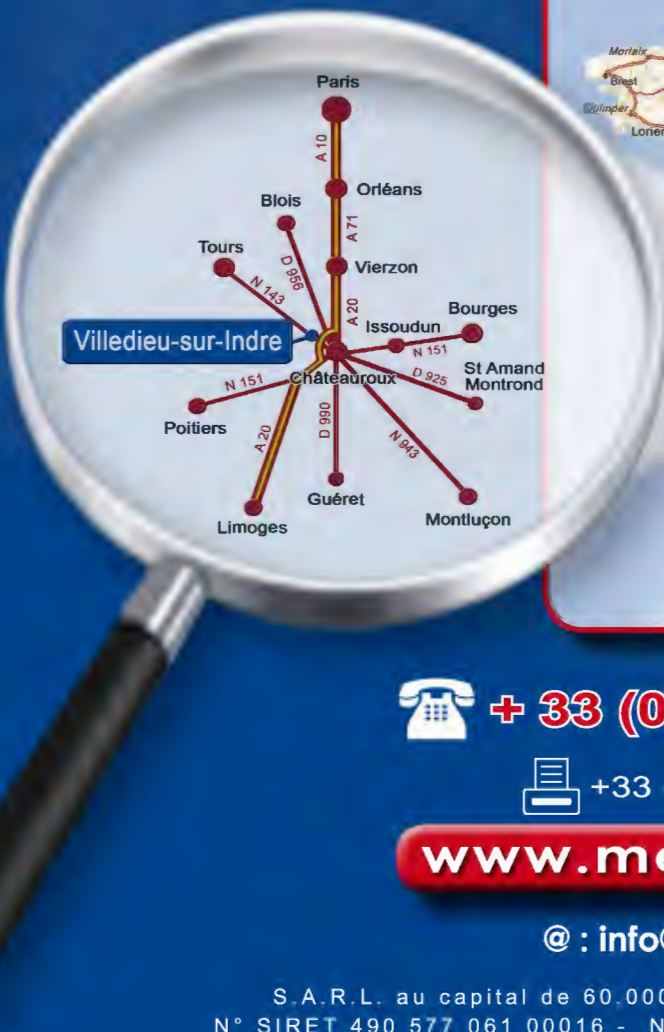 Morlaix
Brest
Quimper
Paris
A 10
Orléans
Blois
A 71
Tours
D 956
Vierzon
N 143
A 20
Bourges
Issoudun
Villedieu-sur-Indre
N 151
Châteauroux
D 925
St Amand
Montrond
N 151
Poitiers
A 20
D 990
N 943
Guéret
Limoges
Montluçon
+ 33 (0
+33
www.m
@ : info
S.A.R.L. au capital de 60.000
N° SIRET 490 577 061 00016 - N